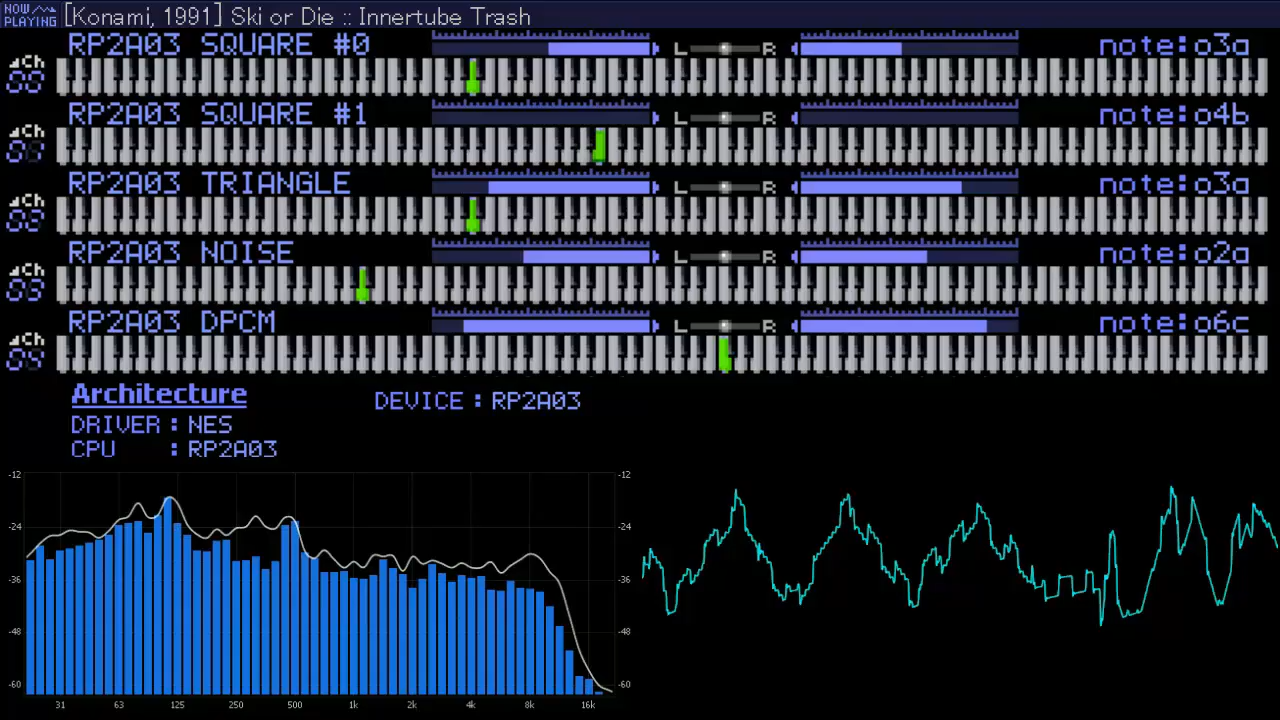 NOW PLAYING [Konami, 1991] Ski or Die :: Innertube Trash
RP2A03 SQUARE #0 L R note:o3a
Ch 00
RP2A03 SQUARE #1 L R note:o4b
Ch 01
RP2A03 TRIANGLE L R note:o3a
Ch 02
RP2A03 NOISE L R note:o2a
Ch 03
RP2A03 DPCM L R note:o6c
Ch 04
Architecture
DEVICE : RP2A03
DRIVER : NES
CPU : RP2A03
-12 -12
-24 -24
-36 -36
-48 -48
-60 -60
31 63 125 250 500 1k 2k 4k 8k 16k